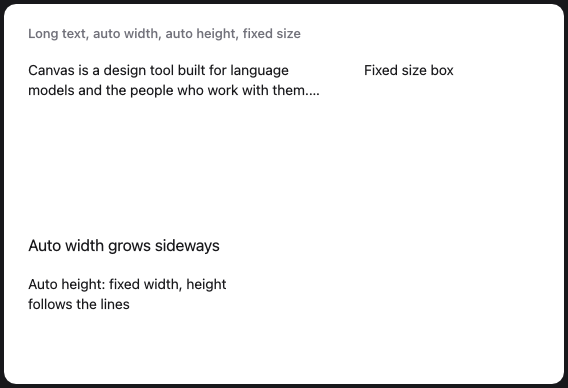 Long text, auto width, auto height, fixed size
Canvas is a design tool built for language
models and the people who work with them....
Fixed size box
Auto width grows sideways
Auto height: fixed width, height
follows the lines